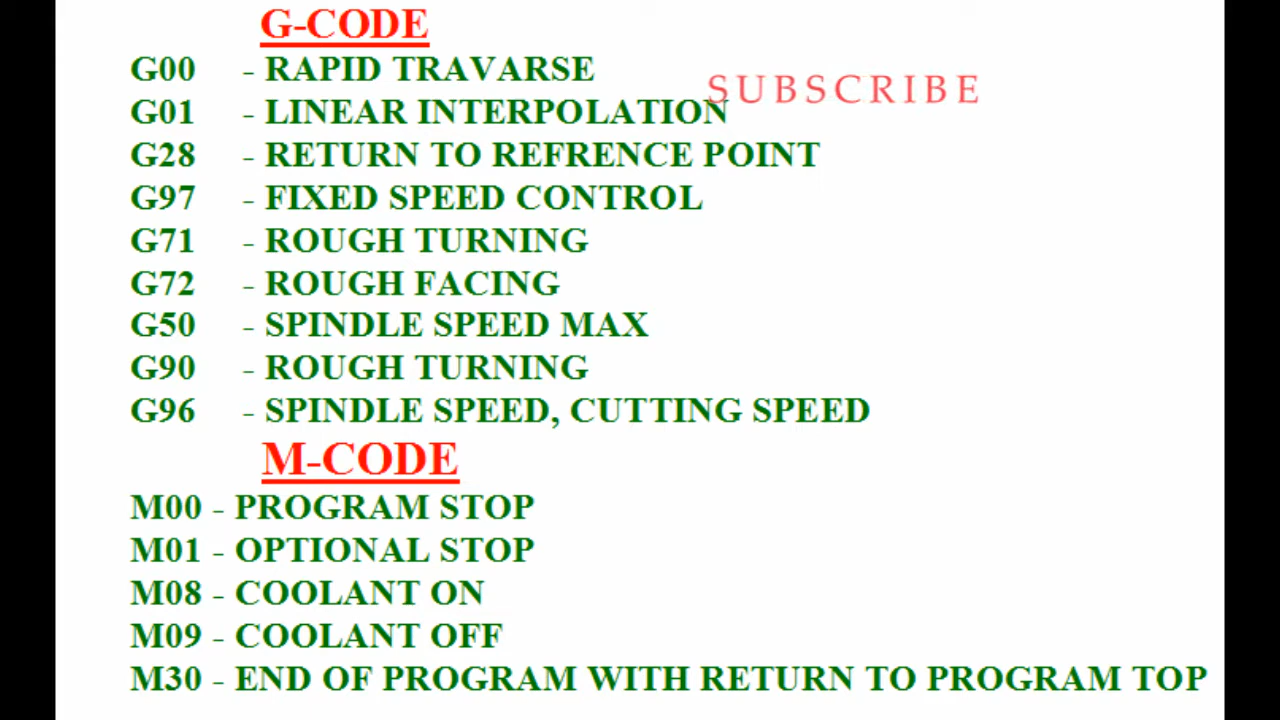 G-CODE
G00 - RAPID TRAVARSE
SUBSCRIBE
G01 - LINEAR INTERPOLATION
G28 - RETURN TO REFRENCE POINT
G97 - FIXED SPEED CONTROL
G71 - ROUGH TURNING
G72 - ROUGH FACING
G50 - SPINDLE SPEED MAX
G90 - ROUGH TURNING
G96 - SPINDLE SPEED, CUTTING SPEED
M-CODE
M00 - PROGRAM STOP
M01 - OPTIONAL STOP
M08 - COOLANT ON
M09 - COOLANT OFF
M30 - END OF PROGRAM WITH RETURN TO PROGRAM TOP